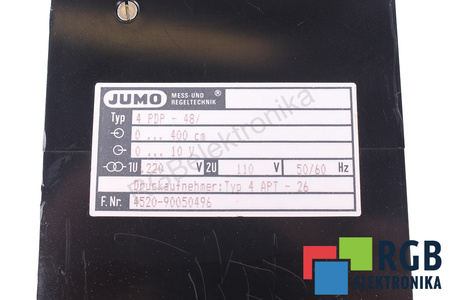 JUMO MESS-UND REGELTECHNIK ®
Typ 4 PDP - 48/
0 ... 400 cm
0 ... 10 V
1U 220 V 2U 110 V 50/60 Hz
Druckaufnehmer:Typ 4 APT - 26
F. Nr. 4520-90050496
RGBelektronika
RGB
ELEKTRONIKA